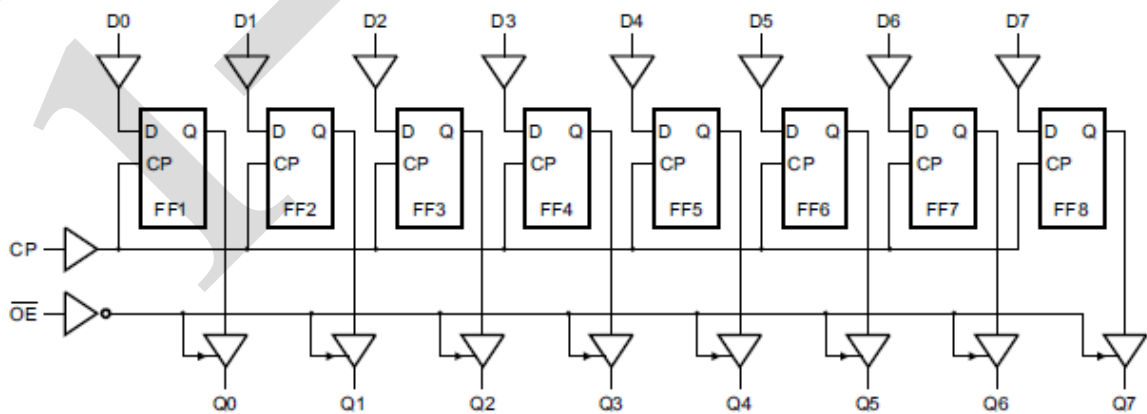 D0 D1 D2 D3 D4 D5 D6 D7
D Q D Q D Q D Q D Q D Q D Q D Q
CP CP CP CP CP CP CP CP
FF1 FF2 FF3 FF4 FF5 FF6 FF7 FF8
CP
OE
Q0 Q1 Q2 Q3 Q4 Q5 Q6 Q7